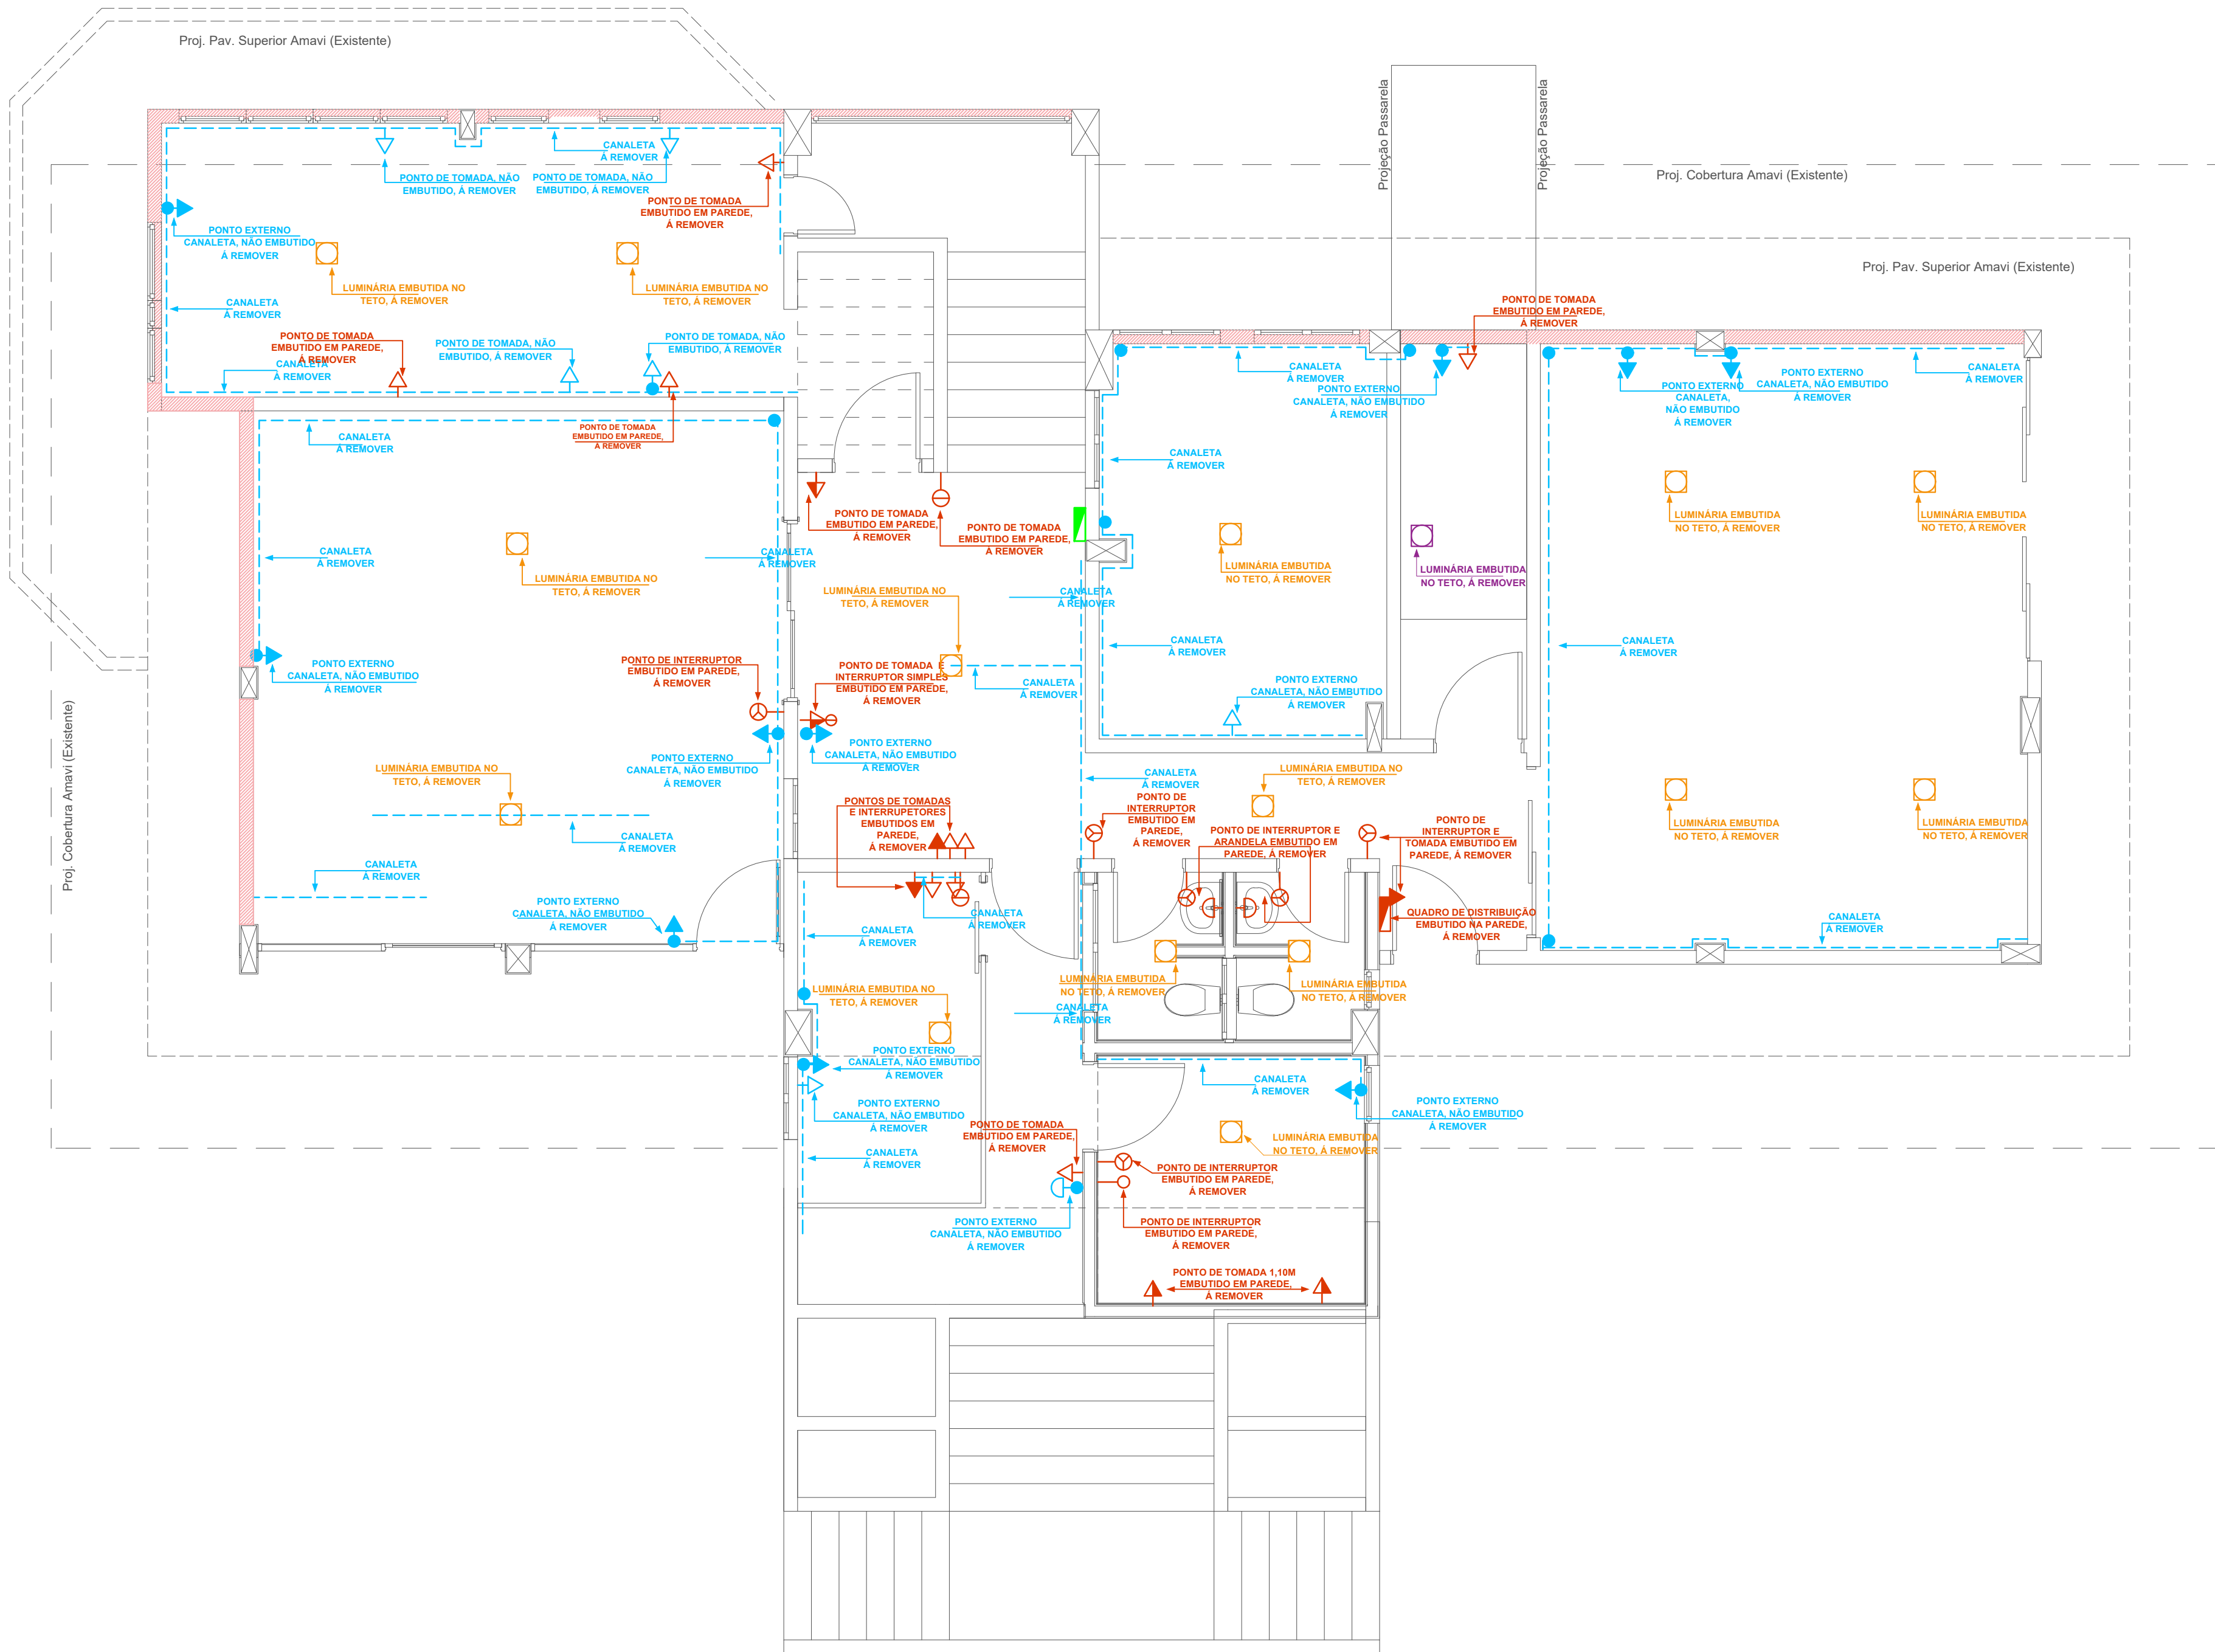 Proj. Pav. Superior Amavi (Existente)
Projeção Passarela
Projeção Passarela
Proj. Cobertura Amavi (Existente)
Proj. Pav. Superior Amavi (Existente)
Proj. Cobertura Amavi (Existente)
CANALETA
Á REMOVER
PONTO DE TOMADA, NÃO
EMBUTIDO, Á REMOVER
PONTO DE TOMADA, NÃO
EMBUTIDO, Á REMOVER
PONTO DE TOMADA
EMBUTIDO EM PAREDE,
Á REMOVER
PONTO EXTERNO
CANALETA, NÃO EMBUTIDO
Á REMOVER
LUMINÁRIA EMBUTIDA NO
TETO, Á REMOVER
LUMINÁRIA EMBUTIDA NO
TETO, Á REMOVER
CANALETA
Á REMOVER
PONTO DE TOMADA
EMBUTIDO EM PAREDE,
Á REMOVER
CANALETA
Á REMOVER
PONTO DE TOMADA, NÃO
EMBUTIDO, Á REMOVER
PONTO DE TOMADA, NÃO
EMBUTIDO, Á REMOVER
PONTO DE TOMADA
EMBUTIDO EM PAREDE,
Á REMOVER
CANALETA
Á REMOVER
CANALETA
Á REMOVER
CANALETA
Á REMOVER
LUMINÁRIA EMBUTIDA NO
TETO, Á REMOVER
PONTO EXTERNO
CANALETA, NÃO EMBUTIDO
Á REMOVER
PONTO DE INTERRUPTOR
EMBUTIDO EM PAREDE,
Á REMOVER
PONTO EXTERNO
CANALETA, NÃO EMBUTIDO
Á REMOVER
LUMINÁRIA EMBUTIDA NO
TETO, Á REMOVER
CANALETA
Á REMOVER
CANALETA
Á REMOVER
PONTO EXTERNO
CANALETA, NÃO EMBUTIDO
Á REMOVER
PONTO DE TOMADA
EMBUTIDO EM PAREDE,
Á REMOVER
PONTO DE TOMADA
EMBUTIDO EM PAREDE,
Á REMOVER
LUMINÁRIA EMBUTIDA NO
TETO, Á REMOVER
CANALETA
Á REMOVER
PONTO DE TOMADA E
INTERRUPTOR SIMPLES
EMBUTIDO EM PAREDE,
Á REMOVER
CANALETA
Á REMOVER
PONTO EXTERNO
CANALETA, NÃO EMBUTIDO
Á REMOVER
PONTOS DE TOMADAS
E INTERRUPETORES
EMBUTIDOS EM
PAREDE,
Á REMOVER
CANALETA
Á REMOVER
CANALETA
Á REMOVER
CANALETA
Á REMOVER
LUMINÁRIA EMBUTIDA NO
TETO, Á REMOVER
CANALETA
Á REMOVER
PONTO EXTERNO
CANALETA, NÃO EMBUTIDO
Á REMOVER
PONTO EXTERNO
CANALETA, NÃO EMBUTIDO
Á REMOVER
CANALETA
Á REMOVER
PONTO DE TOMADA
EMBUTIDO EM PAREDE,
Á REMOVER
PONTO EXTERNO
CANALETA, NÃO EMBUTIDO
Á REMOVER
PONTO DE TOMADA
EMBUTIDO EM PAREDE,
Á REMOVER
CANALETA
Á REMOVER
PONTO EXTERNO
CANALETA, NÃO EMBUTIDO
Á REMOVER
CANALETA
Á REMOVER
LUMINÁRIA EMBUTIDA
NO TETO, Á REMOVER
LUMINÁRIA EMBUTIDA
NO TETO, Á REMOVER
CANALETA
Á REMOVER
PONTO EXTERNO
CANALETA, NÃO EMBUTIDO
Á REMOVER
PONTO EXTERNO
CANALETA,
NÃO EMBUTIDO
Á REMOVER
PONTO EXTERNO
CANALETA, NÃO EMBUTIDO
Á REMOVER
CANALETA
Á REMOVER
LUMINÁRIA EMBUTIDA
NO TETO, Á REMOVER
LUMINÁRIA EMBUTIDA
NO TETO, Á REMOVER
CANALETA
Á REMOVER
LUMINÁRIA EMBUTIDA
NO TETO, Á REMOVER
LUMINÁRIA EMBUTIDA
NO TETO, Á REMOVER
CANALETA
Á REMOVER
LUMINÁRIA EMBUTIDA NO
TETO, Á REMOVER
PONTO DE
INTERRUPTOR
EMBUTIDO EM
PAREDE,
Á REMOVER
PONTO DE INTERRUPTOR E
ARANDELA EMBUTIDO EM
PAREDE, Á REMOVER
PONTO DE
INTERRUPTOR E
TOMADA EMBUTIDO EM
PAREDE, Á REMOVER
QUADRO DE DISTRIBUIÇÃO
EMBUTIDO NA PAREDE,
Á REMOVER
LUMINÁRIA EMBUTIDA
NO TETO, Á REMOVER
LUMINÁRIA EMBUTIDA
NO TETO, Á REMOVER
CANALETA
Á REMOVER
PONTO EXTERNO
CANALETA, NÃO EMBUTIDO
Á REMOVER
LUMINÁRIA EMBUTIDA
NO TETO, Á REMOVER
PONTO DE INTERRUPTOR
EMBUTIDO EM PAREDE,
Á REMOVER
PONTO DE INTERRUPTOR
EMBUTIDO EM PAREDE,
Á REMOVER
PONTO DE TOMADA 1,10M
EMBUTIDO EM PAREDE,
Á REMOVER